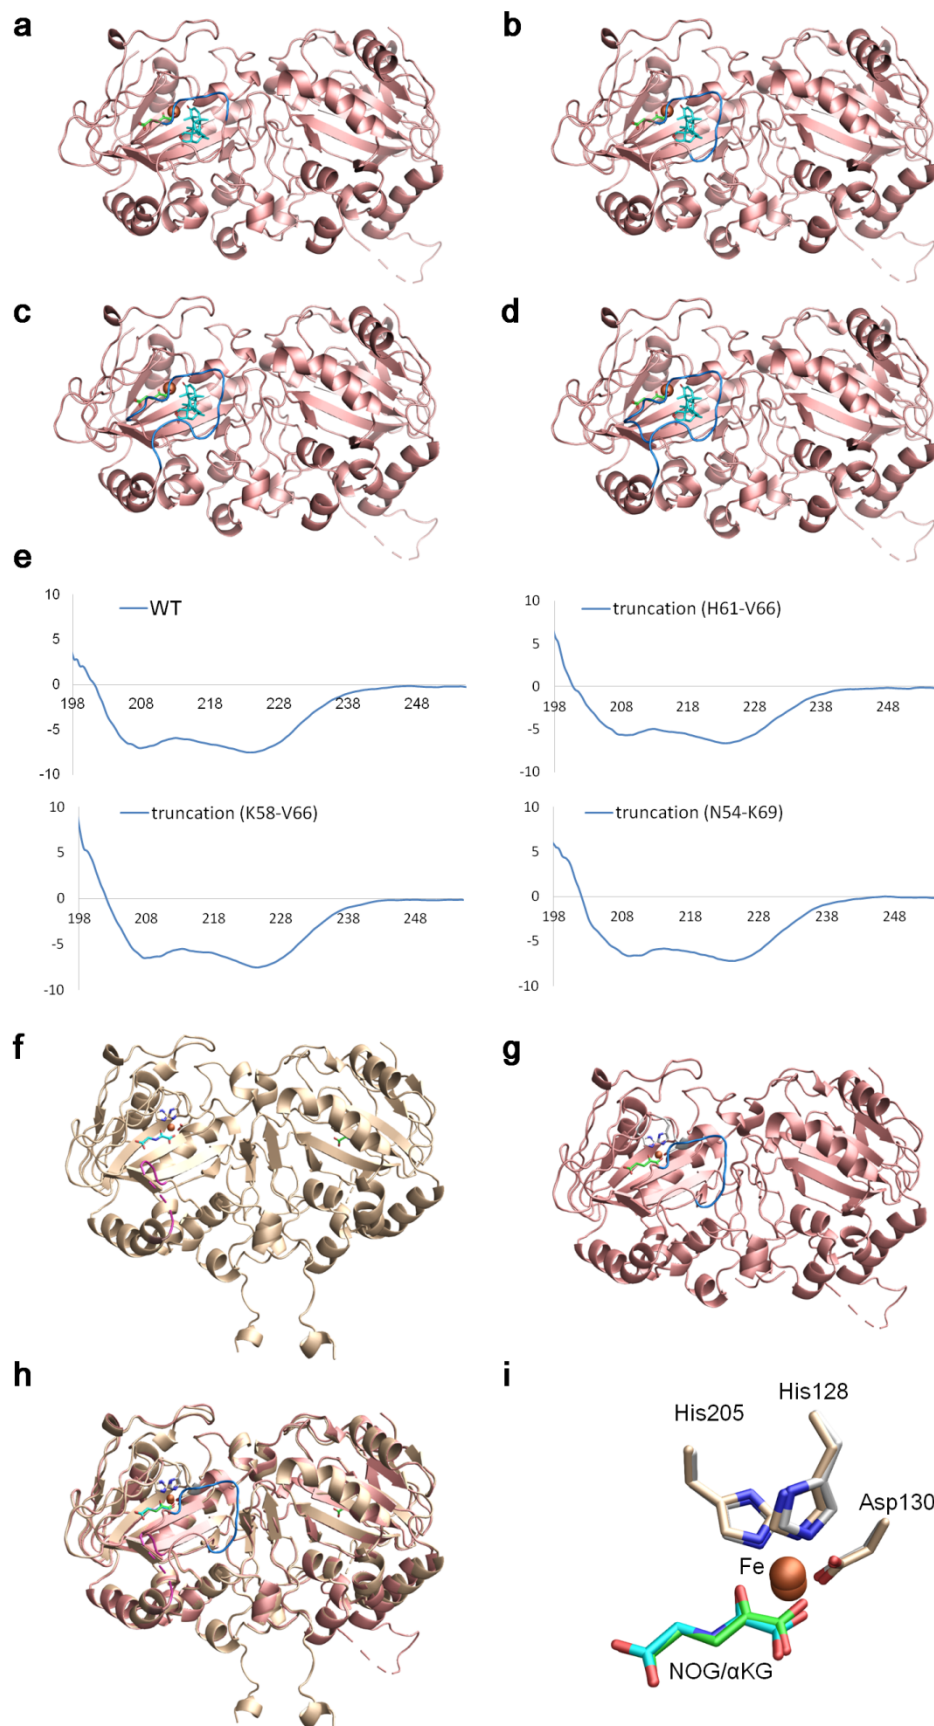 a
b
c
d
e
10
5
0
-5
-10
WT
198 208 218 228 238 248
10
5
0
-5
-10
truncation (H61-V66)
198 208 218 228 238 248
10
5
0
-5
-10
truncation (K58-V66)
198 208 218 228 238 248
10
5
0
-5
-10
truncation (N54-K69)
198 208 218 228 238 248
f
g
h
i
His128
His205
Asp130
Fe
NOG/αKG